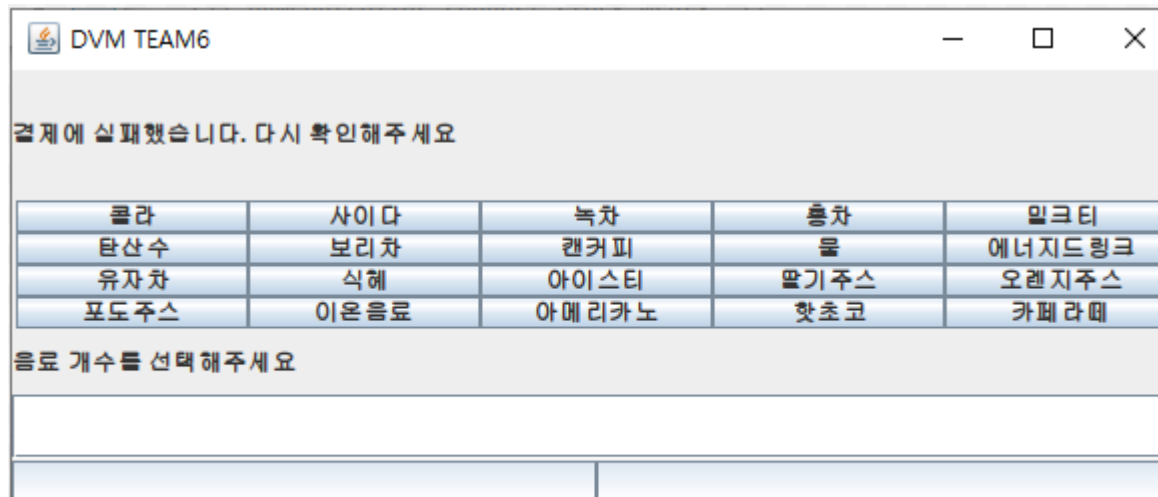 DVM TEAM6
결제에 실패했습니다. 다시 확인해주세요
콜라 사이다 녹차 홍차 밀크티
탄산수 보리차 캔커피 물 에너지드링크
유자차 식혜 아이스티 딸기주스 오렌지주스
포도주스 이온음료 아메리카노 핫초코 카페라떼
음료 개수를 선택해주세요